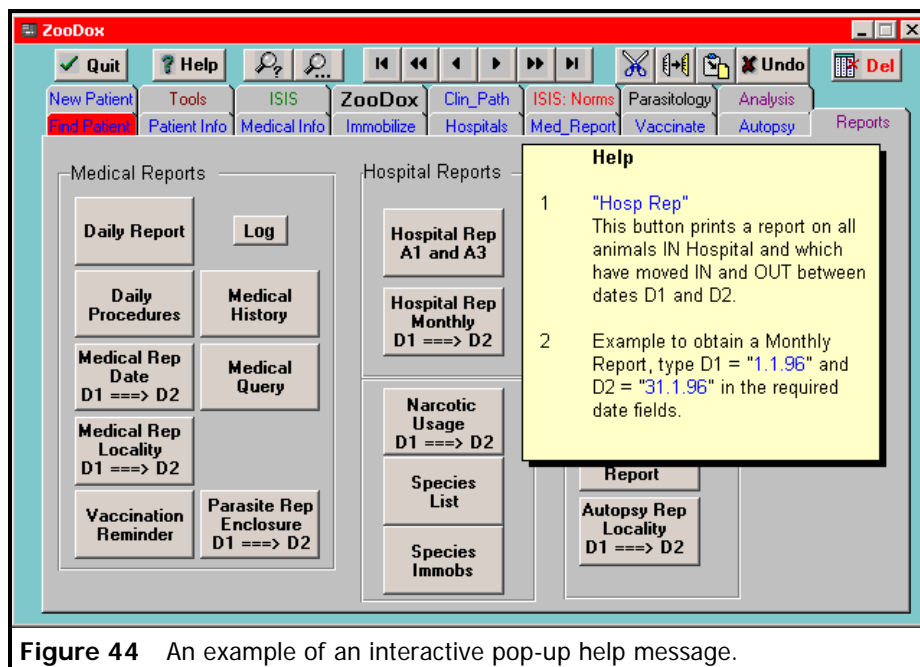 ZooDox
Quit
Help
?
...
Undo
Del
New Patient
Tools
ISIS
ZooDox
Clin_Path
ISIS: Norms
Parasitology
Analysis
Find Patient
Patient Info
Medical Info
Immobilize
Hospitals
Med_Report
Vaccinate
Autopsy
Reports
Medical Reports
Daily Report
Log
Daily
Procedures
Medical
History
Medical Rep
Date
D1 ===> D2
Medical
Query
Medical Rep
Locality
D1 ===> D2
Vaccination
Reminder
Parasite Rep
Enclosure
D1 ===> D2
Hospital Reports
Hospital Rep
A1 and A3
Hospital Rep
Monthly
D1 ===> D2
Narcotic
Usage
D1 ===> D2
Species
List
Species
Immobs
Help
1 "Hosp Rep"
This button prints a report on all
animals IN Hospital and which
have moved IN and OUT between
dates D1 and D2.
2 Example to obtain a Monthly
Report, type D1 = "1.1.96" and
D2 = "31.1.96" in the required
date fields.
Report
Autopsy Rep
Locality
D1 ===> D2
Figure 44 An example of an interactive pop-up help message.